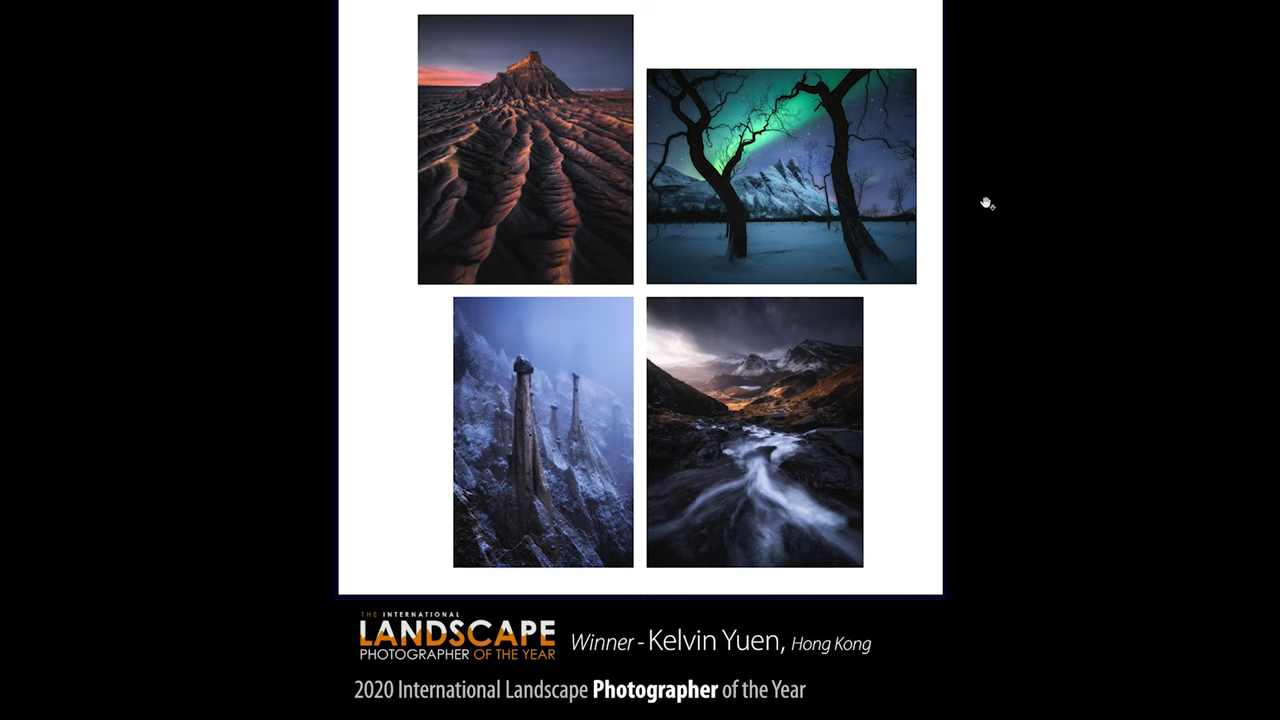 THE INTERNATIONAL
LANDSCAPE
PHOTOGRAPHER OF THE YEAR
Winner - Kelvin Yuen, Hong Kong
2020 International Landscape Photographer of the Year